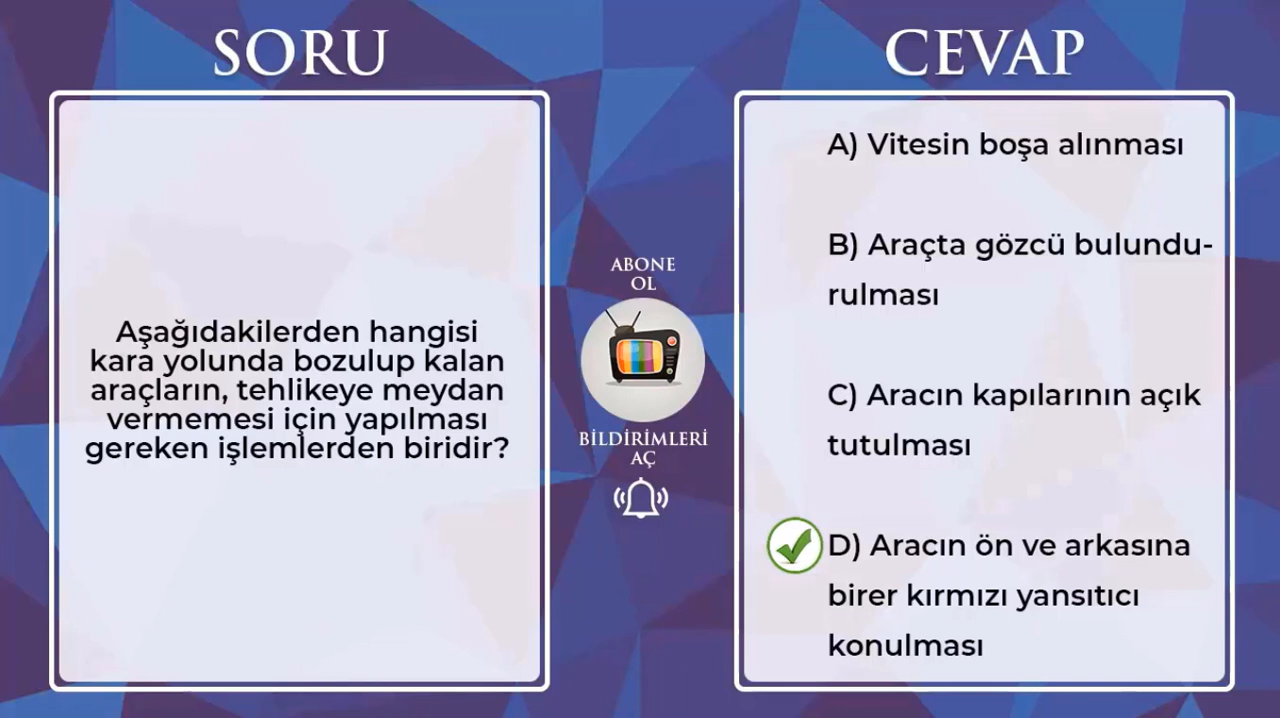 SORU
Aşağıdakilerden hangisi
kara yolunda bozulup kalan
araçların, tehlikeye meydan
vermemesi için yapılması
gereken işlemlerden biridir?
ABONE
OL
BİLDİRİMLERİ
AÇ
CEVAP
A) Vitesin boşa alınması
B) Araçta gözcü bulundu-
rulması
C) Aracın kapılarının açık
tutulması
D) Aracın ön ve arkasına
birer kırmızı yansıtıcı
konulması